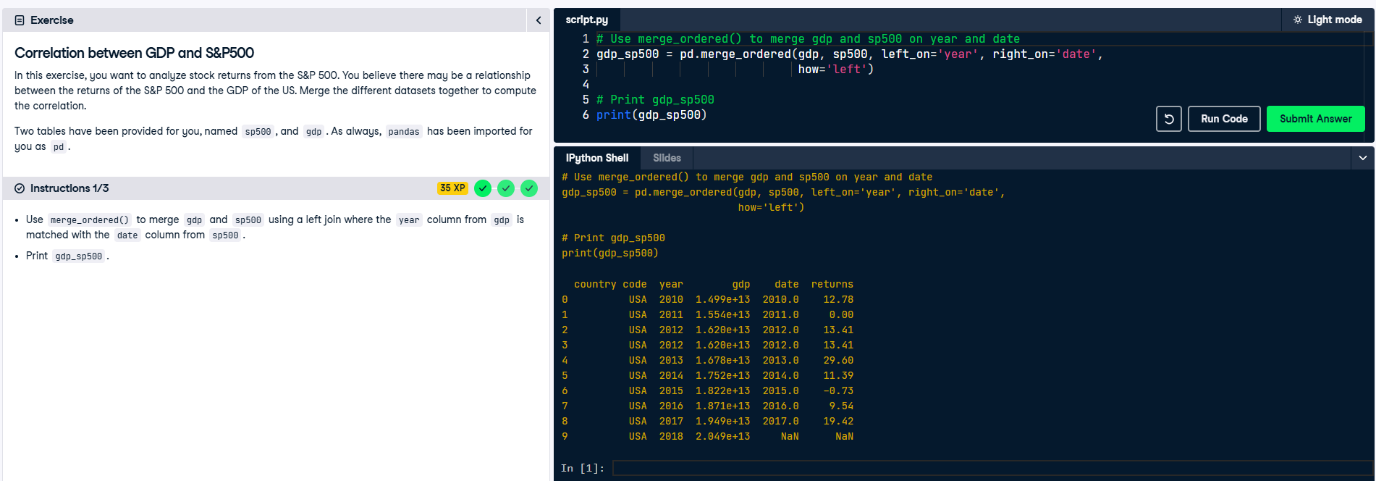 Exercise
Correlation between GDP and S&P500
In this exercise, you want to analyze stock returns from the S&P 500. You believe there may be a relationship
between the returns of the S&P 500 and the GDP of the US. Merge the different datasets together to compute
the correlation.
Two tables have been provided for you, named sp500, and gdp. As always, pandas has been imported for
you as pd.
Instructions 1/3
35 XP
• Use merge_ordered() to merge gdp and sp500 using a left join where the year column from gdp is
matched with the date column from sp500.
• Print gdp_sp500.
script.py
Light mode
1 # Use merge_ordered() to merge gdp and sp500 on year and date
2 gdp_sp500 = pd.merge_ordered(gdp, sp500, left_on='year', right_on='date',
3 how='left')
4
5 # Print gdp_sp500
6 print(gdp_sp500)
Run Code
Submit Answer
IPython Shell
Slides
# Use merge_ordered() to merge gdp and sp500 on year and date
gdp_sp500 = pd.merge_ordered(gdp, sp500, left_on='year', right_on='date',
how='left')
# Print gdp_sp500
print(gdp_sp500)
country code year gdp date returns
0 USA 2010 1.499e+13 2010.0 12.78
1 USA 2011 1.554e+13 2011.0 0.00
2 USA 2012 1.620e+13 2012.0 13.41
3 USA 2012 1.620e+13 2012.0 13.41
4 USA 2013 1.678e+13 2013.0 29.60
5 USA 2014 1.752e+13 2014.0 11.39
6 USA 2015 1.822e+13 2015.0 -0.73
7 USA 2016 1.871e+13 2016.0 9.54
8 USA 2017 1.949e+13 2017.0 19.42
9 USA 2018 2.049e+13 NaN NaN
In [1]: